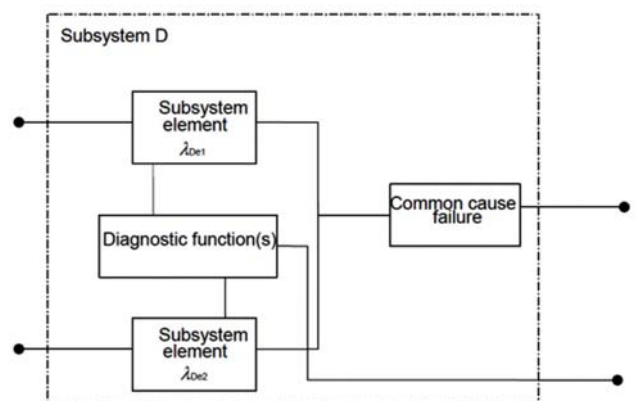 Subsystem D
Subsystem
element
λDe1
Diagnostic function(s)
Common cause
failure
Subsystem
element
λDe2